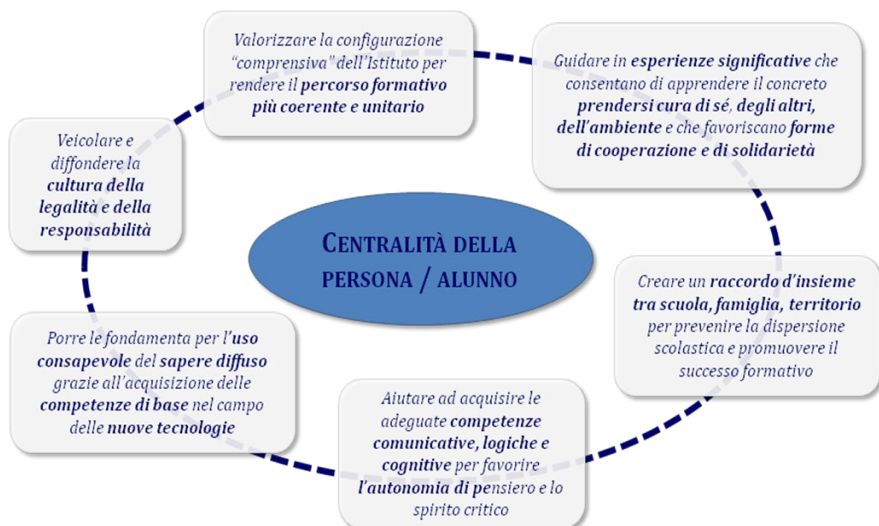 Valorizzare la configurazione
“comprensiva” dell’Istituto per
rendere il percorso formativo
più coerente e unitario
Guidare in esperienze significative che
consentano di apprendere il concreto
prendersi cura di sé, degli altri,
dell’ambiente e che favoriscano forme
di cooperazione e di solidarietà
Veicolare e
diffondere la
cultura della
legalità e della
responsabilità
CENTRALITÀ DELLA
PERSONA / ALUNNO
Creare un raccordo d’insieme
tra scuola, famiglia, territorio
per prevenire la dispersione
scolastica e promuovere il
successo formativo
Porre le fondamenta per l’uso
consapevole del sapere diffuso
grazie all’acquisizione delle
competenze di base nel campo
delle nuove tecnologie
Aiutare ad acquisire le
adeguate competenze
comunicative, logiche e
cognitive per favorire
l’autonomia di pensiero e lo
spirito critico